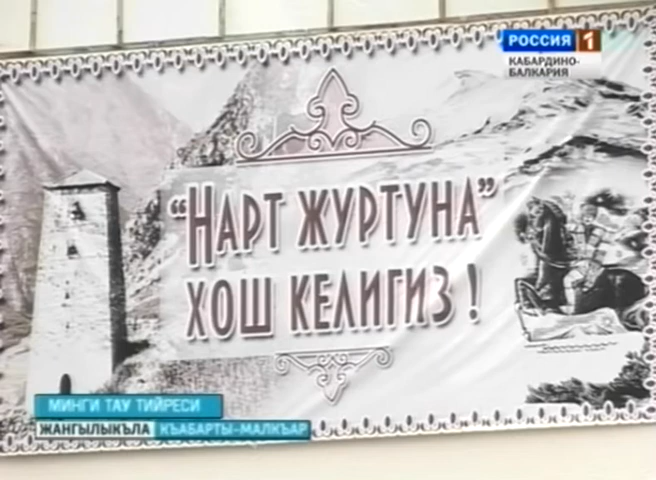 РОССИЯ 1
КАБАРДИНО-
БАЛКАРИЯ
"НАРТ ЖУРТУНА"
ХОШ КЕЛИГИЗ !
МИНГИ ТАУ ТИЙРЕСИ
ЖАНГЫЛЫКЪЛА КЪАБАРТЫ-МАЛКЪАР